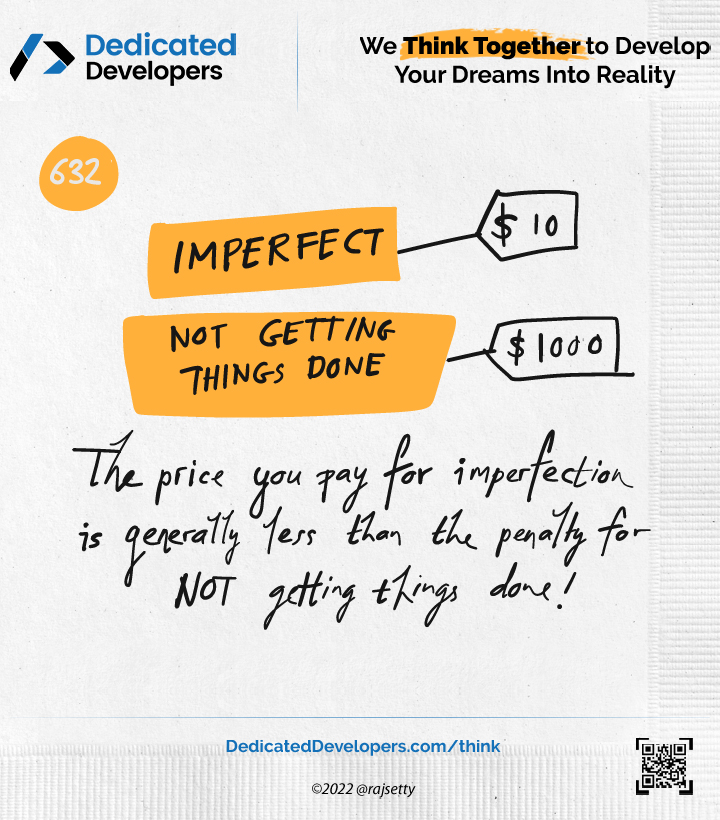 Dedicated
Developers
We Think Together to Develop
Your Dreams Into Reality
632
IMPERFECT
$ 10
NOT GETTING
THINGS DONE
$ 1000
The price you pay for imperfection
is generally less than the penalty for
NOT getting things done!
DedicatedDevelopers.com/think
©2022 @rajsetty